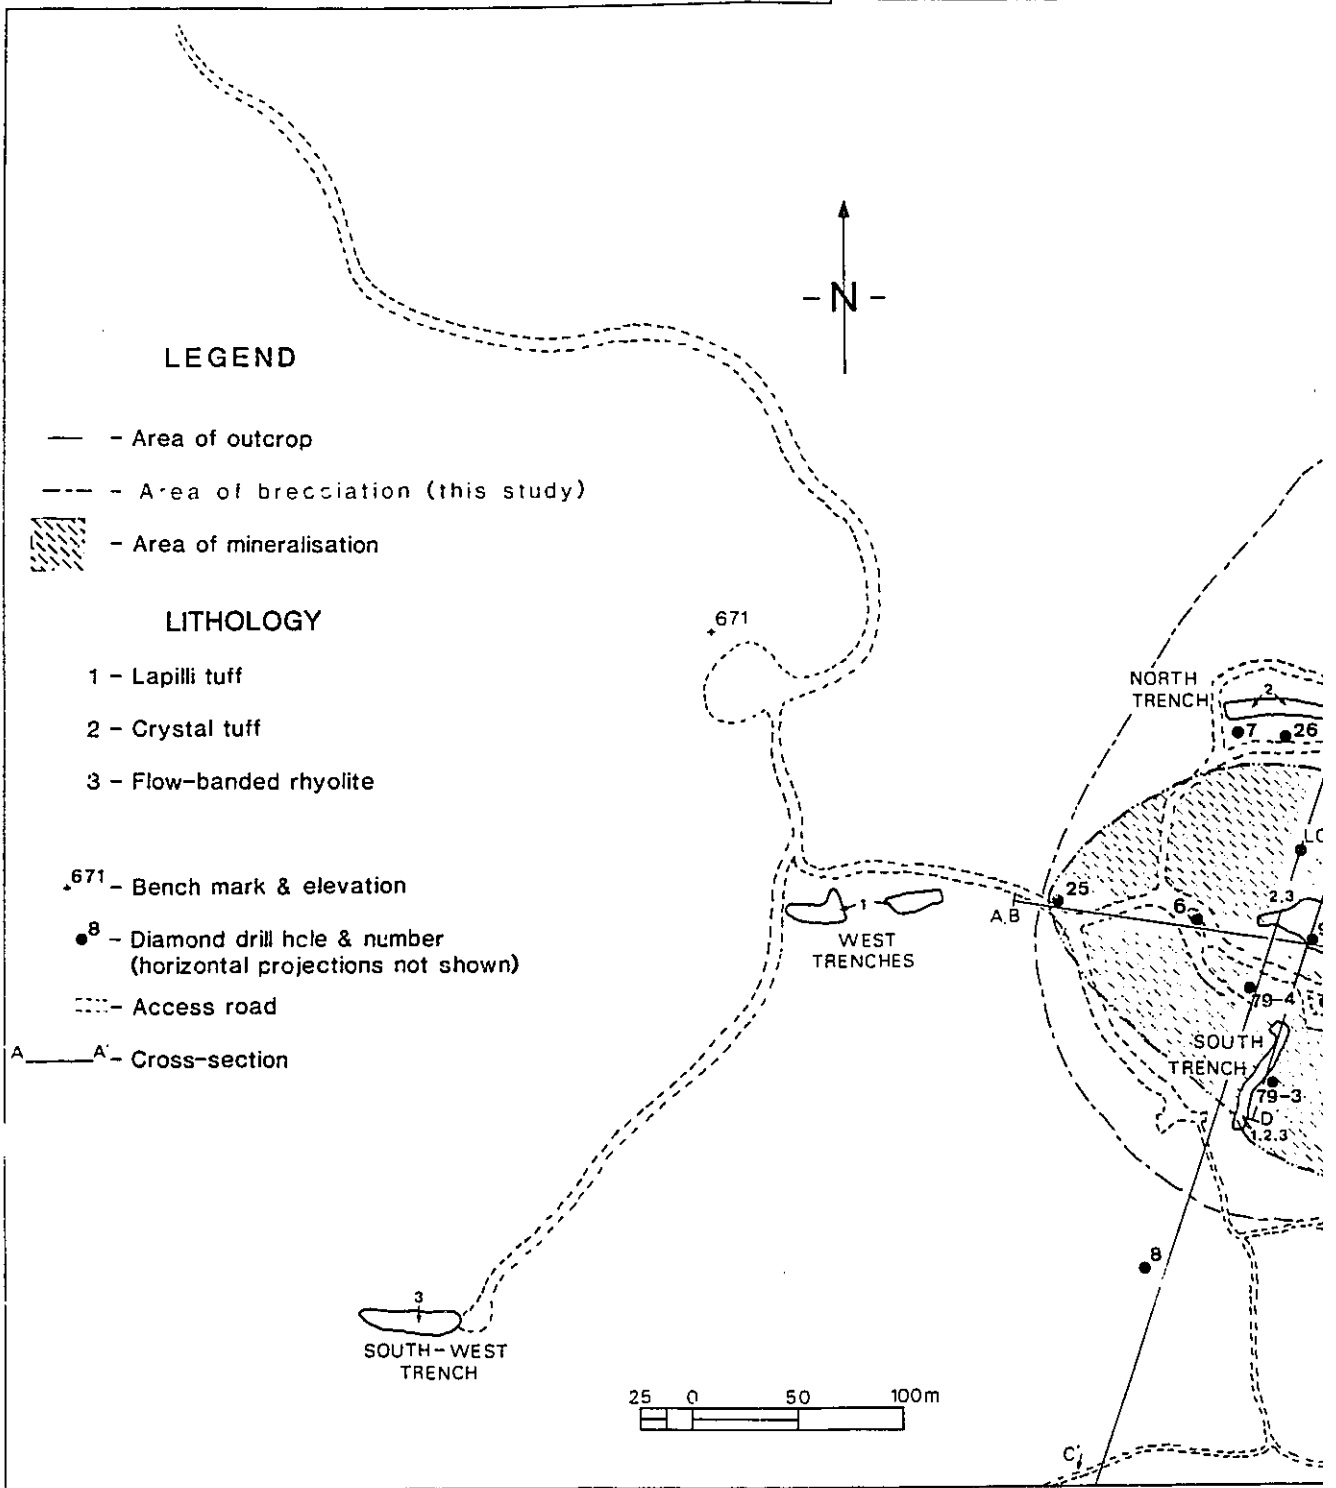 - N -
LEGEND
- Area of outcrop
- Area of brecciation (this study)
- Area of mineralisation
LITHOLOGY
1 - Lapilli tuff
2 - Crystal tuff
3 - Flow-banded rhyolite
671 - Bench mark & elevation
8 - Diamond drill hole & number
(horizontal projections not shown)
- Access road
A A' - Cross-section
671
NORTH
TRENCH
2
7
26
LO
25
A,B
6
2,3
9
1
WEST
TRENCHES
79-4
SOUTH
TRENCH
79-3
D
1,2,3
8
3
SOUTH-WEST
TRENCH
25 0 50 100m
C'